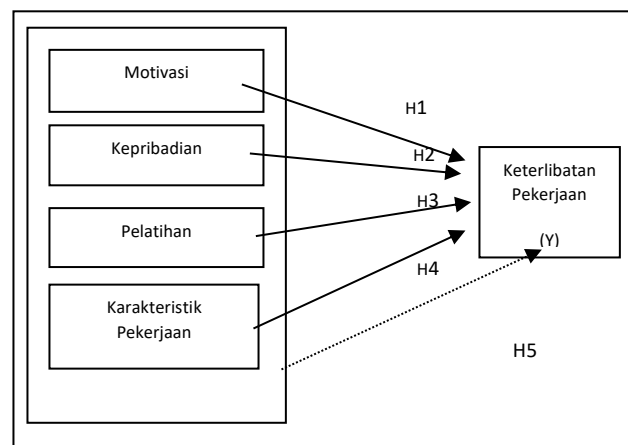 Motivasi
H1
Kepribadian
H2
Keterlibatan
Pekerjaan
(Y)
Pelatihan
H3
H4
Karakteristik
Pekerjaan
H5